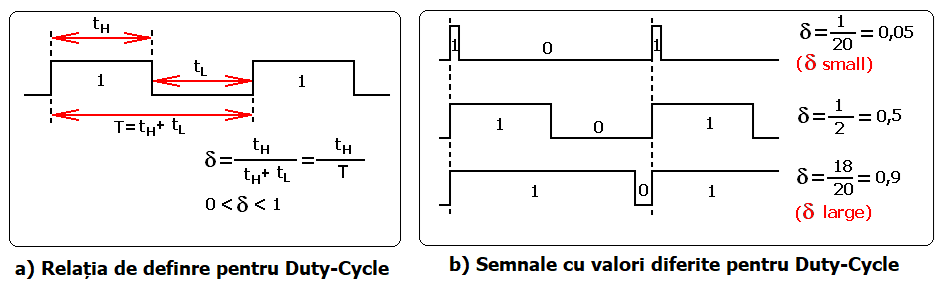 tH
1
tL
1
T=tH+ tL
δ = tH / tH+ tL = tH / T
0 < δ < 1
a) Relația de definre pentru Duty-Cycle
1 0 1
δ = 1/20 = 0,05
(δ small)
1 0 1
δ = 1/2 = 0,5
1 0 1
δ = 18/20 = 0,9
(δ large)
b) Semnale cu valori diferite pentru Duty-Cycle